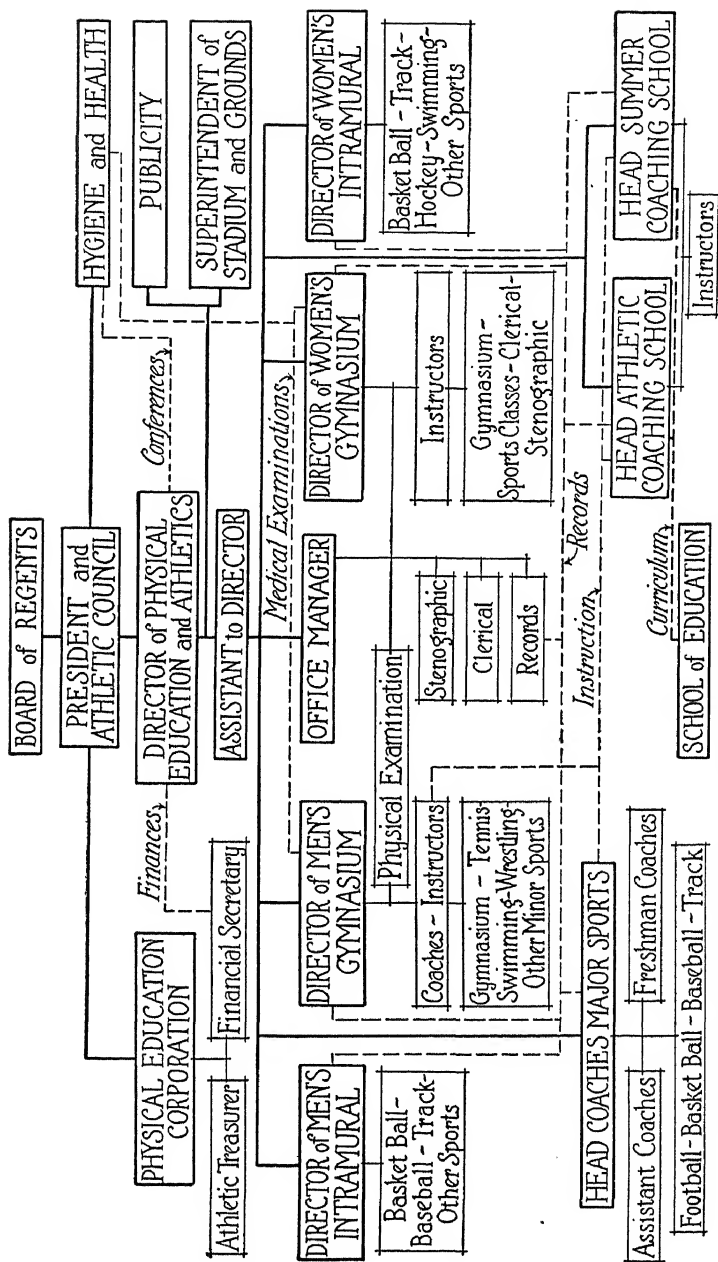 BOARD of REGENTS
PRESIDENT and
ATHLETIC COUNCIL
HYGIENE and HEALTH
PUBLICITY
SUPERINTENDENT of
STADIUM and GROUNDS
Conferences
DIRECTOR of PHYSICAL
EDUCATION and ATHLETICS
Finances
PHYSICAL EDUCATION
CORPORATION
Athletic Treasurer
Financial Secretary
ASSISTANT to DIRECTOR
Medical Examinations
DIRECTOR of MEN'S
INTRAMURAL
DIRECTOR of MEN'S
GYMNASIUM
OFFICE MANAGER
DIRECTOR of WOMEN'S
GYMNASIUM
DIRECTOR of WOMEN'S
INTRAMURAL
Basket Ball-
Baseball - Track-
Other Sports
Physical Examination
Coaches - Instructors
Gymnasium - Tennis-
Swimming-Wrestling-
Other Minor Sports
Stenographic
Clerical
Records
Instructors
Gymnasium-
Sports Classes-Clerical-
Stenographic
Basket Ball - Track-
Hockey-Swimming-
Other Sports
Records
Instruction
HEAD COACHES MAJOR SPORTS
Assistant Coaches
Freshman Coaches
Football-Basket Ball-Baseball-Track
Curriculum
SCHOOL of EDUCATION
HEAD ATHLETIC
COACHING SCHOOL
HEAD SUMMER
COACHING SCHOOL
Instructors